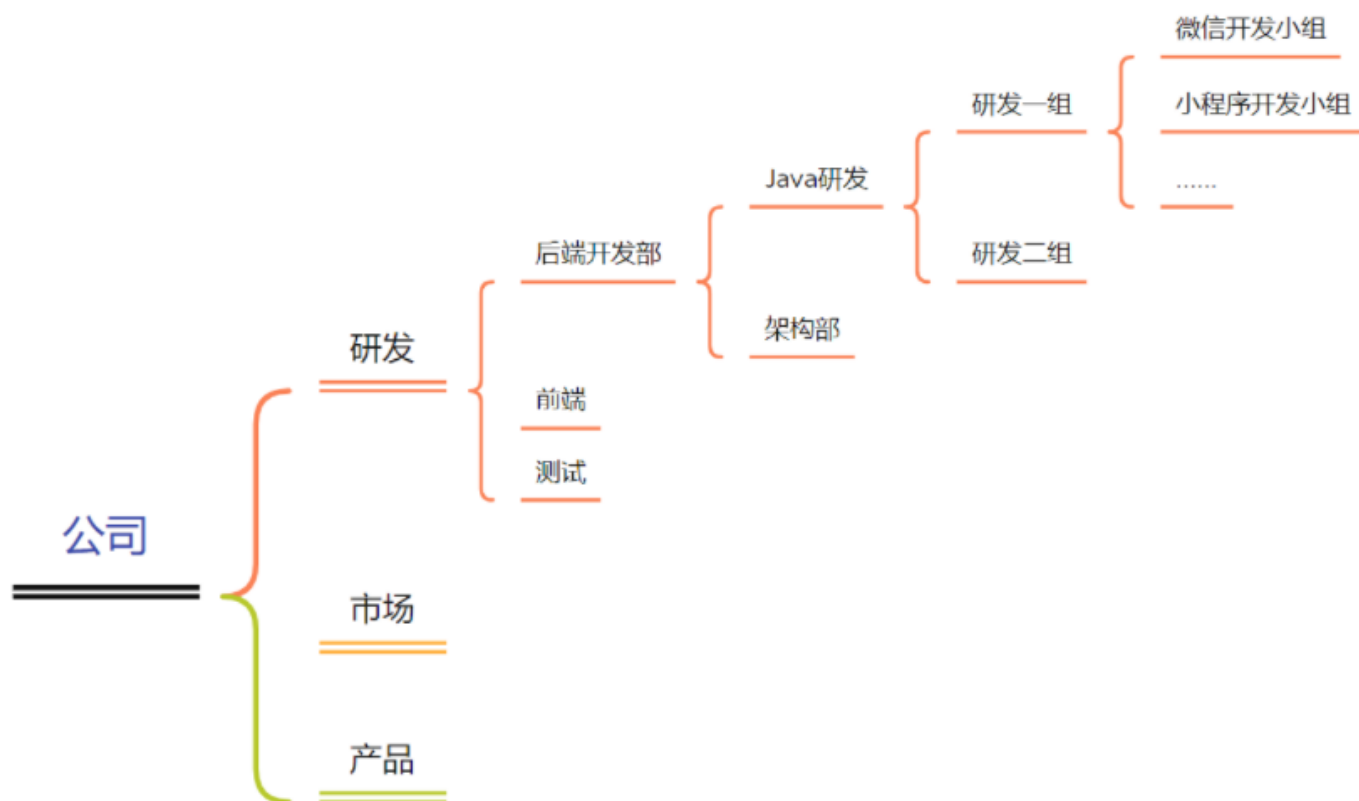 微信开发小组
研发一组
小程序开发小组
Java研发
……
后端开发部
研发二组
架构部
研发
前端
测试
公司
市场
产品